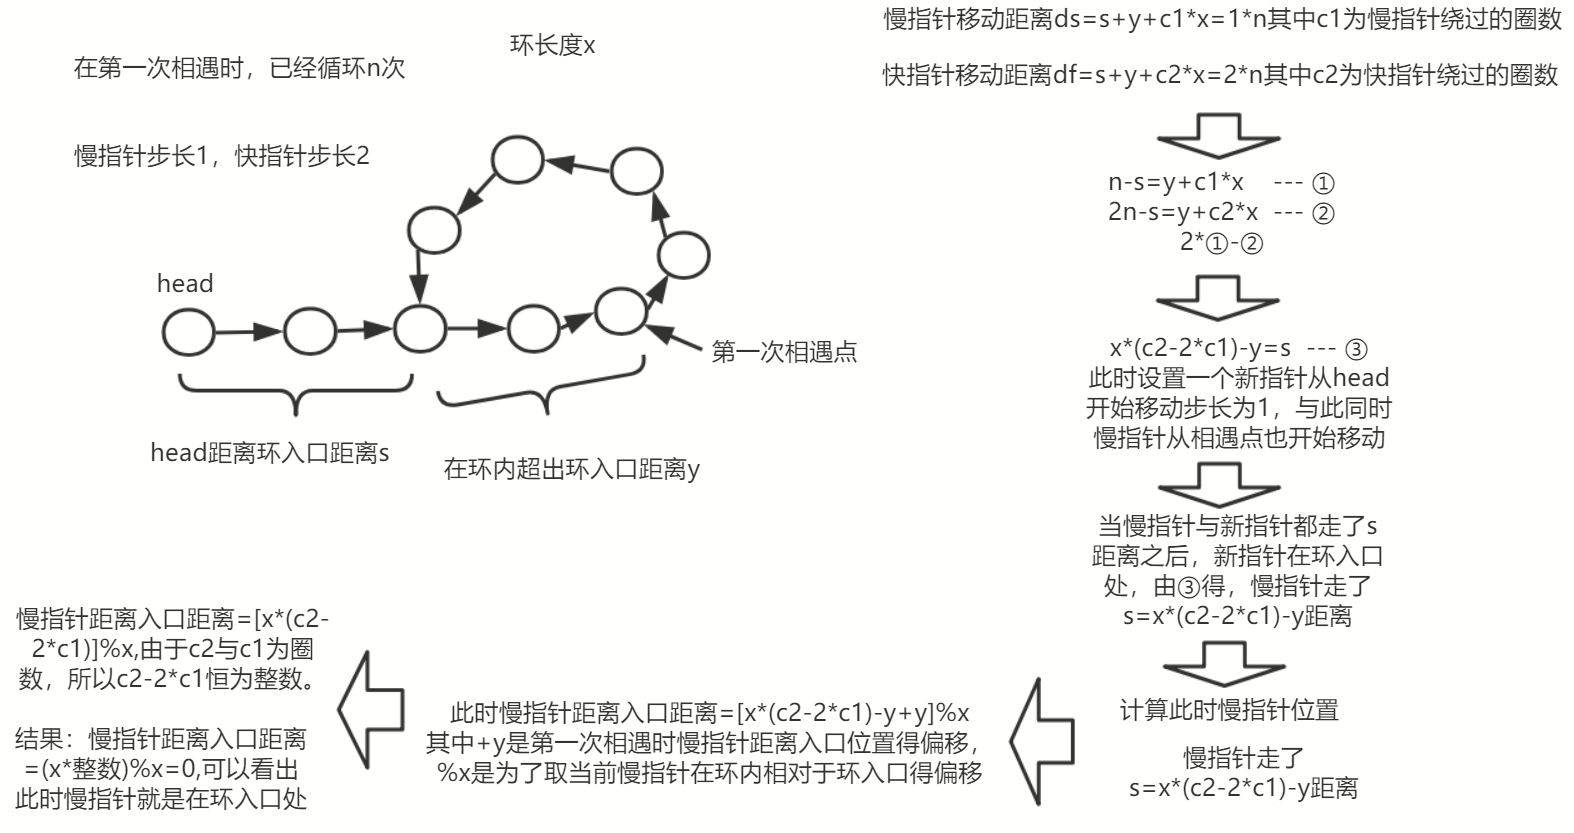 慢指针移动距离ds=s+y+c1*x=1*n其中c1为慢指针绕过的圈数
环长度x
在第一次相遇时，已经循环n次
快指针移动距离df=s+y+c2*x=2*n其中c2为快指针绕过的圈数
慢指针步长1，快指针步长2
n-s=y+c1*x --- ①
2n-s=y+c2*x --- ②
2*①-②
head
第一次相遇点
head距离环入口距离s
在环内超出环入口距离y
x*(c2-2*c1)-y=s --- ③
此时设置一个新指针从head
开始移动步长为1，与此同时
慢指针从相遇点也开始移动
当慢指针与新指针都走了s
距离之后，新指针在环入口
处，由③得，慢指针走了
s=x*(c2-2*c1)-y距离
计算此时慢指针位置
慢指针走了
s=x*(c2-2*c1)-y距离
此时慢指针距离入口距离=[x*(c2-2*c1)-y+y]%x
其中+y是第一次相遇时慢指针距离入口位置得偏移，
%x是为了取当前慢指针在环内相对于环入口得偏移
慢指针距离入口距离=[x*(c2-
2*c1)]%x,由于c2与c1为圈
数，所以c2-2*c1恒为整数。
结果：慢指针距离入口距离
=(x*整数)%x=0,可以看出
此时慢指针就是在环入口处